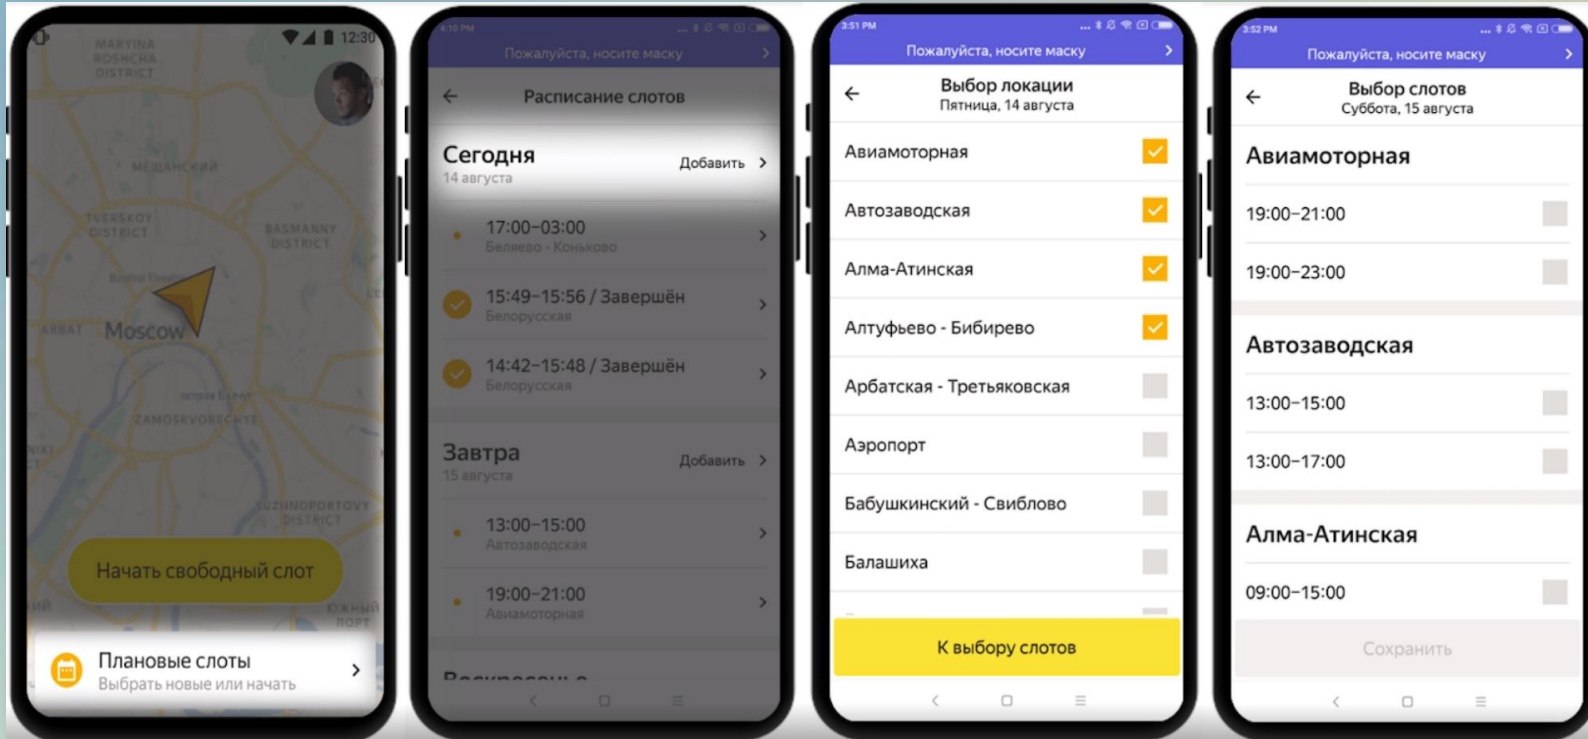 12:30
MARYINA
ROSHCHA
DISTRICT
МЕЩАНСКИЙ
TVERSKOY
DISTRICT
BASMANNY
DISTRICT
ARBAT
Moscow
ZAMOSKVORECHYE
YUZHNOPORTOVY
DISTRICT
Начать свободный слот
ЮЖНЫЙ
ПОРТ
Плановые слоты
Выбрать новые или начать
4:10 PM
Пожалуйста, носите маску
Расписание слотов
Сегодня
Добавить
14 августа
17:00–03:00
Беляево - Коньково
15:49–15:56 / Завершён
Белорусская
14:42–15:48 / Завершён
Белорусская
Завтра
Добавить
15 августа
13:00–15:00
Автозаводская
19:00–21:00
Авиамоторная
3:51 PM
Пожалуйста, носите маску
Выбор локации
Пятница, 14 августа
Авиамоторная
Автозаводская
Алма-Атинская
Алтуфьево - Бибирево
Арбатская - Третьяковская
Аэропорт
Бабушкинский - Свиблово
Балашиха
К выбору слотов
3:52 PM
Пожалуйста, носите маску
Выбор слотов
Суббота, 15 августа
Авиамоторная
19:00–21:00
19:00–23:00
Автозаводская
13:00–15:00
13:00–17:00
Алма-Атинская
09:00–15:00
Сохранить